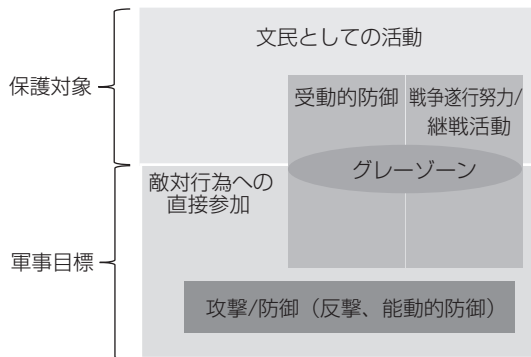 文民としての活動
保護対象
受動的防御
戦争遂行努力/
継戦活動
グレーゾーン
敵対行為への
直接参加
軍事目標
攻撃/防御（反撃、能動的防御）